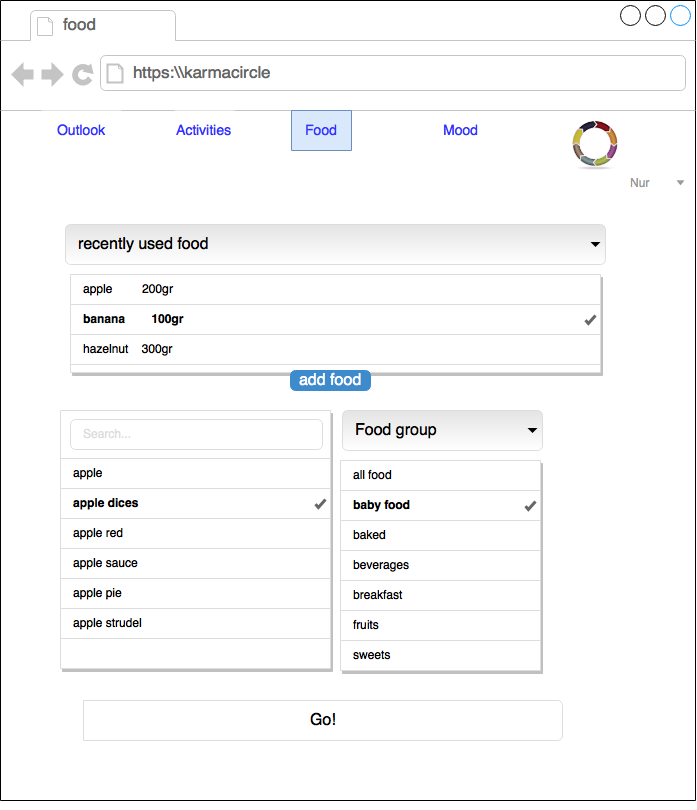 food
https:\\karmacircle
Outlook Activities Food Mood
Nur
recently used food
apple 200gr
banana 100gr
hazelnut 300gr
add food
Search...
apple
apple dices
apple red
apple sauce
apple pie
apple strudel
Food group
all food
baby food
baked
beverages
breakfast
fruits
sweets
Go!